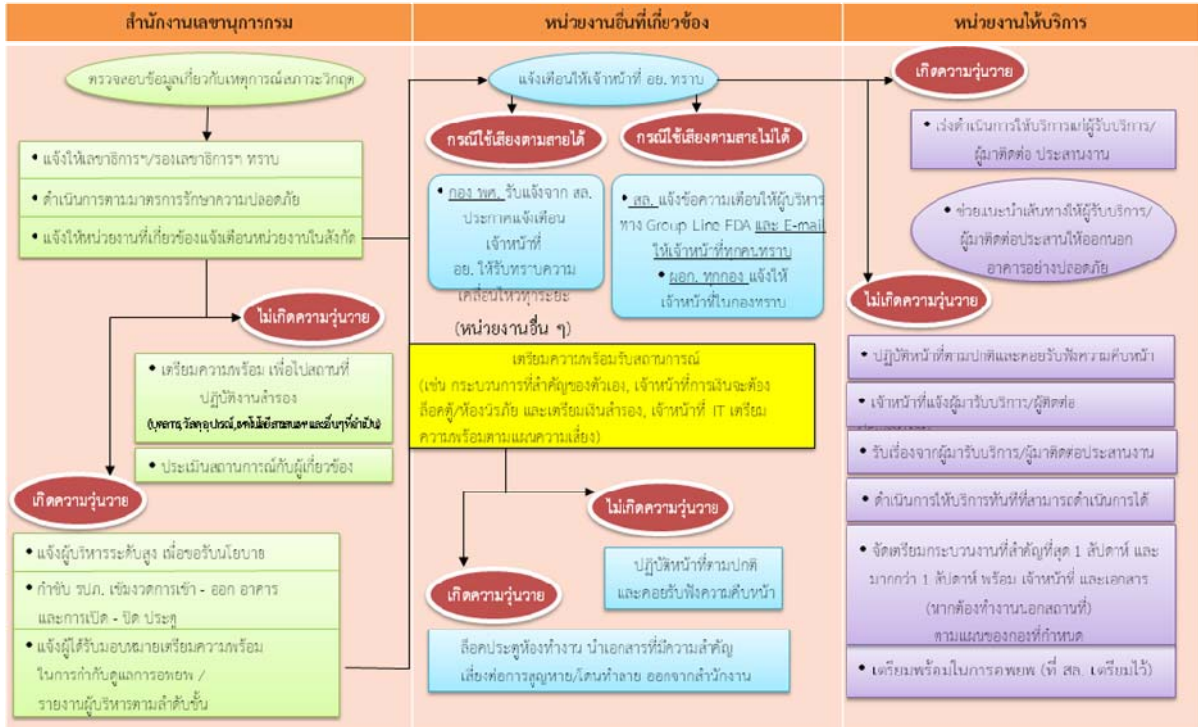 สำนักงานเลขานุการกรม
หน่วยงานอื่นที่เกี่ยวข้อง
หน่วยงานให้บริการ
ตรวจสอบข้อมูลเกี่ยวกับเหตุการณ์สภาวะวิกฤต
• แจ้งให้เลขาธิการฯ/รองเลขาธิการฯ ทราบ
• ดำเนินการตามมาตรการรักษาความปลอดภัย
• แจ้งให้หน่วยงานที่เกี่ยวข้องแจ้งเตือนหน่วยงานในสังกัด
ไม่เกิดความวุ่นวาย
• เตรียมความพร้อม เพื่อไปสถานที่
ปฏิบัติงานสำรอง
(บุคลากร,วัสดุอุปกรณ์,เทคโนโลยีสารสนเทศ และอื่นๆที่จำเป็น)
• ประเมินสถานการณ์กับผู้เกี่ยวข้อง
เกิดความวุ่นวาย
• แจ้งผู้บริหารระดับสูง เพื่อขอรับนโยบาย
• กำชับ รปภ. เข้มงวดการเข้า - ออก อาคาร
และการเปิด - ปิด ประตู
• แจ้งผู้ได้รับมอบหมายเตรียมความพร้อม
ในการกำกับดูแลการอพยพ /
รายงานผู้บริหารตามลำดับชั้น
แจ้งเตือนให้เจ้าหน้าที่ อย. ทราบ
กรณีใช้เสียงตามสายได้
กรณีใช้เสียงตามสายไม่ได้
• กอง พศ. รับแจ้งจาก สล.
ประกาศแจ้งเตือน
เจ้าหน้าที่
อย. ให้รับทราบความ
เคลื่อนไหวทุกระยะ
• สล. แจ้งข้อความเตือนให้ผู้บริหาร
ทาง Group Line FDA และ E-mail
ให้เจ้าหน้าที่ทุกคนทราบ
• ผอก. ทุกกอง แจ้งให้
เจ้าหน้าที่ในกองทราบ
(หน่วยงานอื่น ๆ)
เตรียมความพร้อมรับสถานการณ์
(เช่น กระบวนการที่สำคัญของตัวเอง, เจ้าหน้าที่การเงินจะต้อง
ล็อคตู้/ห้องนิรภัย และเตรียมเงินสำรอง, เจ้าหน้าที่ IT เตรียม
ความพร้อมตามแผนความเสี่ยง)
ไม่เกิดความวุ่นวาย
ปฏิบัติหน้าที่ตามปกติ
และคอยรับฟังความคืบหน้า
เกิดความวุ่นวาย
ล็อคประตูห้องทำงาน นำเอกสารที่มีความสำคัญ
เสี่ยงต่อการสูญหาย/โดนทำลาย ออกจากสำนักงาน
เกิดความวุ่นวาย
• เร่งดำเนินการให้บริการแก่ผู้รับบริการ/
ผู้มาติดต่อ ประสานงาน
• ช่วยแนะนำเส้นทางให้ผู้รับบริการ/
ผู้มาติดต่อประสานให้ออกนอก
อาคารอย่างปลอดภัย
ไม่เกิดความวุ่นวาย
• ปฏิบัติหน้าที่ตามปกติและคอยรับฟังความคืบหน้า
• เจ้าหน้าที่แจ้งผู้มารับบริการ/ผู้ติดต่อ
• รับเรื่องจากผู้มารับบริการ/ผู้มาติดต่อประสานงาน
• ดำเนินการให้บริการทันทีที่สามารถดำเนินการได้
• จัดเตรียมกระบวนงานที่สำคัญที่สุด 1 สัปดาห์ และ
มากกว่า 1 สัปดาห์ พร้อม เจ้าหน้าที่ และเอกสาร
(หากต้องทำงานนอกสถานที่)
ตามแผนของกองที่กำหนด
• เตรียมพร้อมในการอพยพ (ที่ สล. เตรียมไว้)